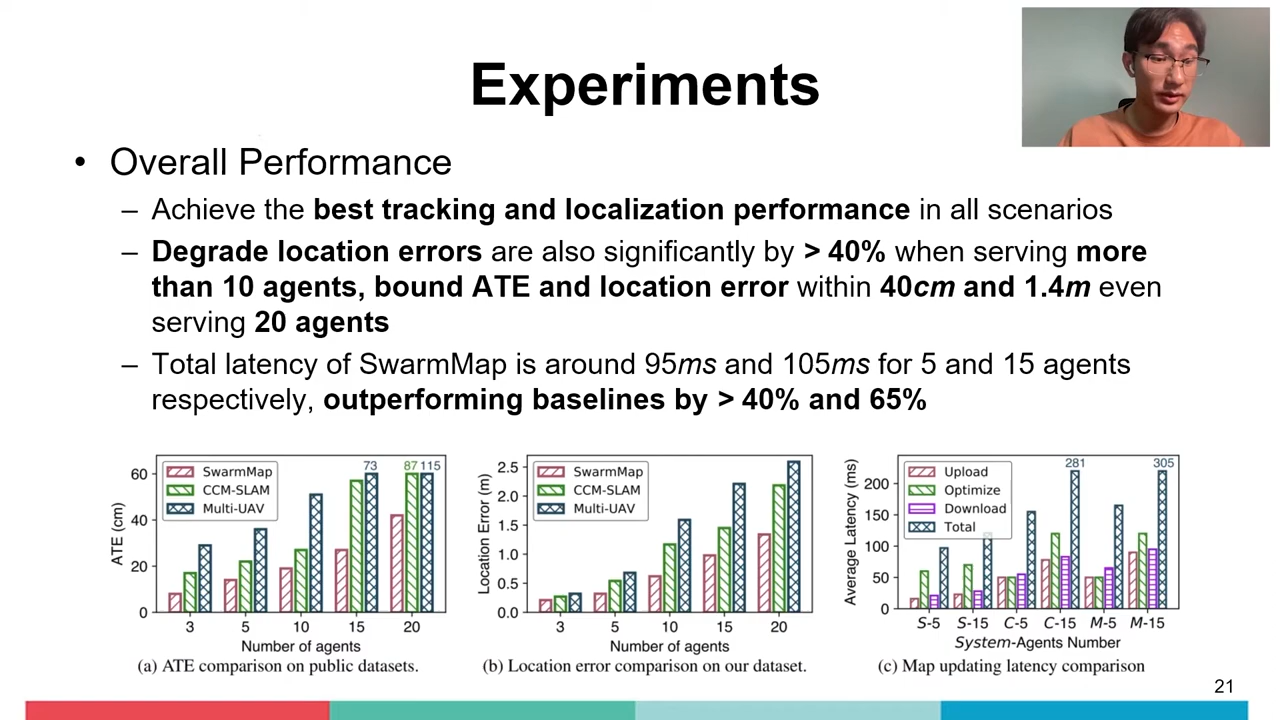 Experiments
• Overall Performance
– Achieve the best tracking and localization performance in all scenarios
– Degrade location errors are also significantly by > 40% when serving more
than 10 agents, bound ATE and location error within 40cm and 1.4m even
serving 20 agents
– Total latency of SwarmMap is around 95ms and 105ms for 5 and 15 agents
respectively, outperforming baselines by > 40% and 65%
73 87 115
60
40
20
0
ATE (cm)
SwarmMap
CCM-SLAM
Multi-UAV
3 5 10 15 20
Number of agents
(a) ATE comparison on public datasets.
2.5
2.0
1.5
1.0
0.5
0.0
Location Error (m)
SwarmMap
CCM-SLAM
Multi-UAV
3 5 10 15 20
Number of agents
(b) Location error comparison on our dataset.
281 305
200
150
100
50
0
Average Latency (ms)
Upload
Optimize
Download
Total
S-5 S-15 C-5 C-15 M-5 M-15
System-Agents Number
(c) Map updating latency comparison
21